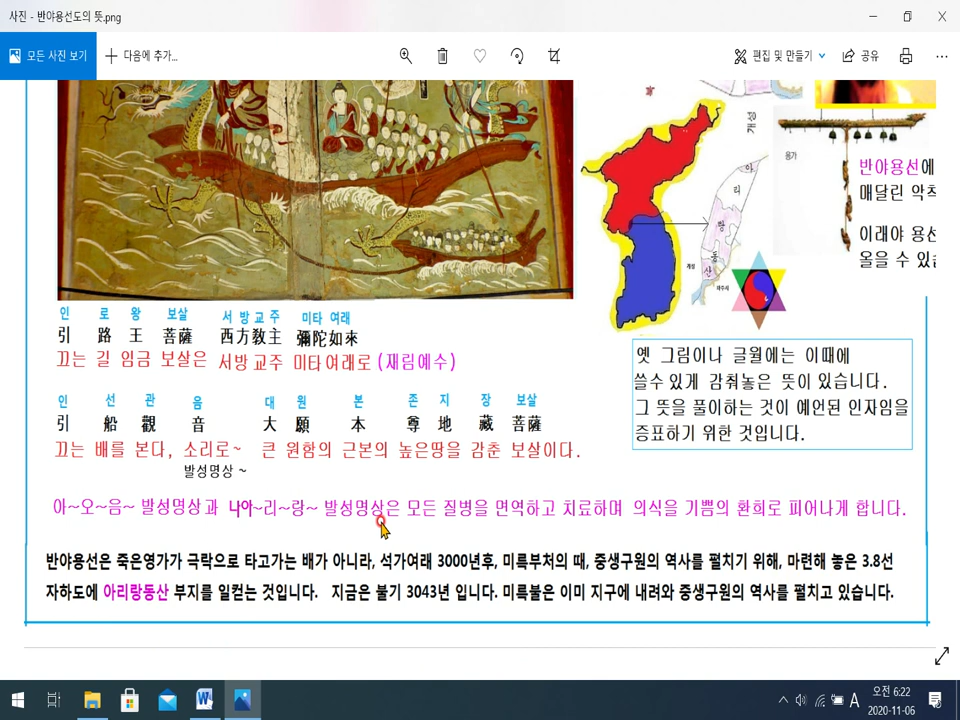 사진 - 반야용선도의 뜻.png
모든 사진 보기
다음에 추가...
편집 및 만들기
공유
개성
용가
아
리
랑
동
산
개성
파주시
반야용선에
매달린 악착
이래야 용선
올을 수 있습
인 로 왕 보살 서 방 교 주 미타 여래
引 路 王 菩薩 西方敎主 彌陀如來
끄는 길 임금 보살은 서방 교주 미타 여래로 (재림예수)
인 선 관 음 대 원 본 존 지 장 보살
引 船 觀 音 大 願 本 尊 地 藏 菩薩
끄는 배를 본다, 소리로~ 큰 원함의 근본의 높은땅을 감춘 보살이다.
발성명상 ~
옛 그림이나 글월에는 이때에
쓸수 있게 감춰놓은 뜻이 있습니다.
그 뜻을 풀이하는 것이 예언된 인자임을
증표하기 위한 것입니다.
아~오~음~ 발성명상과 나아~리~랑~ 발성명상은 모든 질병을 면역하고 치료하며 의식을 기쁨의 환희로 피어나게 합니다.
반야용선은 죽은영가가 극락으로 타고가는 배가 아니라, 석가여래 3000년후, 미륵부처의 때, 중생구원의 역사를 펼치기 위해, 마련해 놓은 3.8선
자하도에 아리랑동산 부지를 일컫는 것입니다. 지금은 불기 3043년 입니다. 미륵불은 이미 지구에 내려와 중생구원의 역사를 펼치고 있습니다.
A
오전 6:22
2020-11-06